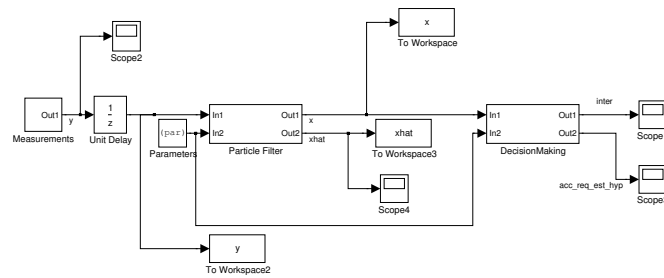 x
To Workspace
Scope2
Out1
y
Measurements
1
z
Unit Delay
(par)
Parameters
In1
In2
Out1
Out2
Particle Filter
x
xhat
xhat
To Workspace3
Scope4
In1
In2
Out1
Out2
DecisionMaking
inter
Scope
acc_req_est_hyp
y
To Workspace2